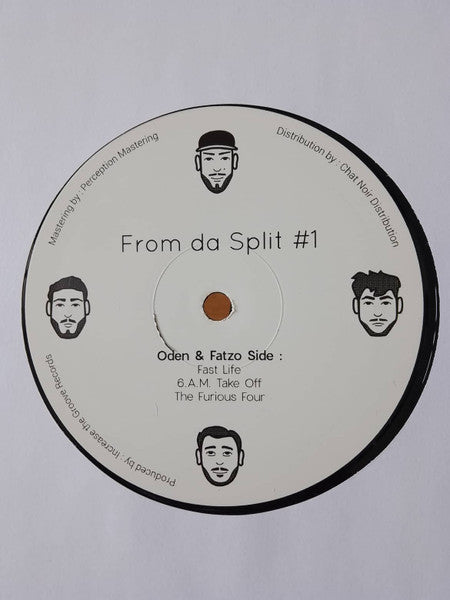 Mastering by : Perception Mastering
Distribution by : Chat Noir Distribution
From da Split #1
Oden & Fatzo Side :
Fast Life
6.A.M. Take Off
The Furious Four
Produced by : Increase the Groove Records